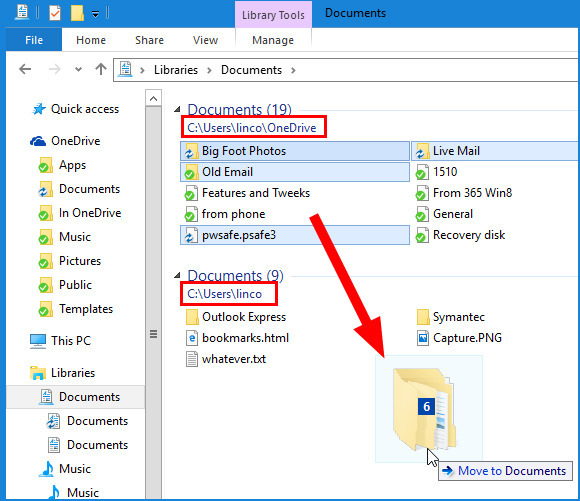 Library Tools
Documents
File
Home
Share
View
Manage
Libraries
Documents
Quick access
OneDrive
Apps
Documents
In OneDrive
Music
Pictures
Public
Templates
This PC
Libraries
Documents
Documents
Documents
Music
Music
Documents (19)
C:\Users\linco\OneDrive
Big Foot Photos
Live Mail
Old Email
1510
Features and Tweeks
From 365 Win8
from phone
General
pwsafe.psafe3
Recovery disk
Documents (9)
C:\Users\linco
Outlook Express
Symantec
bookmarks.html
Capture.PNG
whatever.txt
6
Move to Documents